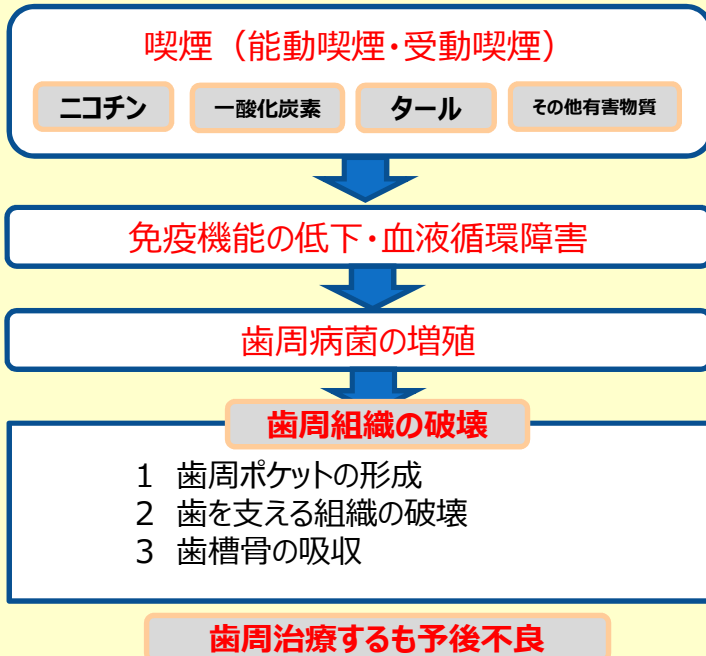 喫煙（能動喫煙・受動喫煙）
ニコチン 一酸化炭素 タール その他有害物質
免疫機能の低下・血液循環障害
歯周病菌の増殖
歯周組織の破壊
1 歯周ポケットの形成
2 歯を支える組織の破壊
3 歯槽骨の吸収
歯周治療するも予後不良